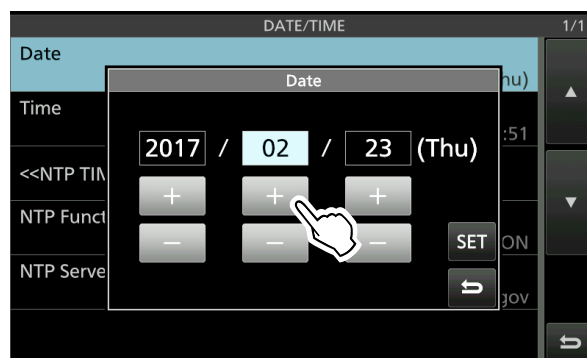 DATE/TIME 1/1
Date
nu)
Date
Time
:51
2017 / 02 / 23 (Thu)
<<NTP TIM
+ + +
NTP Funct
− − − SET ON
NTP Serve
gov